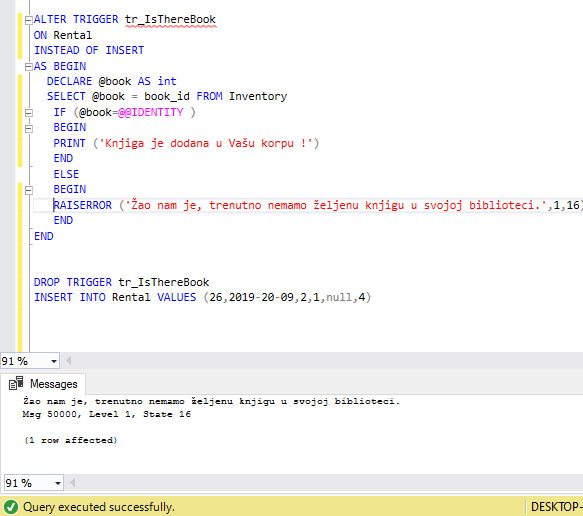 ALTER TRIGGER tr_IsThereBook
ON Rental
INSTEAD OF INSERT
AS BEGIN
DECLARE @book AS int
SELECT @book = book_id FROM Inventory
IF (@book=@@IDENTITY )
BEGIN
PRINT ('Knjiga je dodana u Vašu korpu !')
END
ELSE
BEGIN
RAISERROR ('Žao nam je, trenutno nemamo željenu knjigu u svojoj biblioteci.',1,16)
END
END
DROP TRIGGER tr_IsThereBook
INSERT INTO Rental VALUES (26,2019-20-09,2,1,null,4)
91 %
Messages
Žao nam je, trenutno nemamo željenu knjigu u svojoj biblioteci.
Msg 50000, Level 1, State 16
(1 row affected)
91 %
Query executed successfully.
DESKTOP-